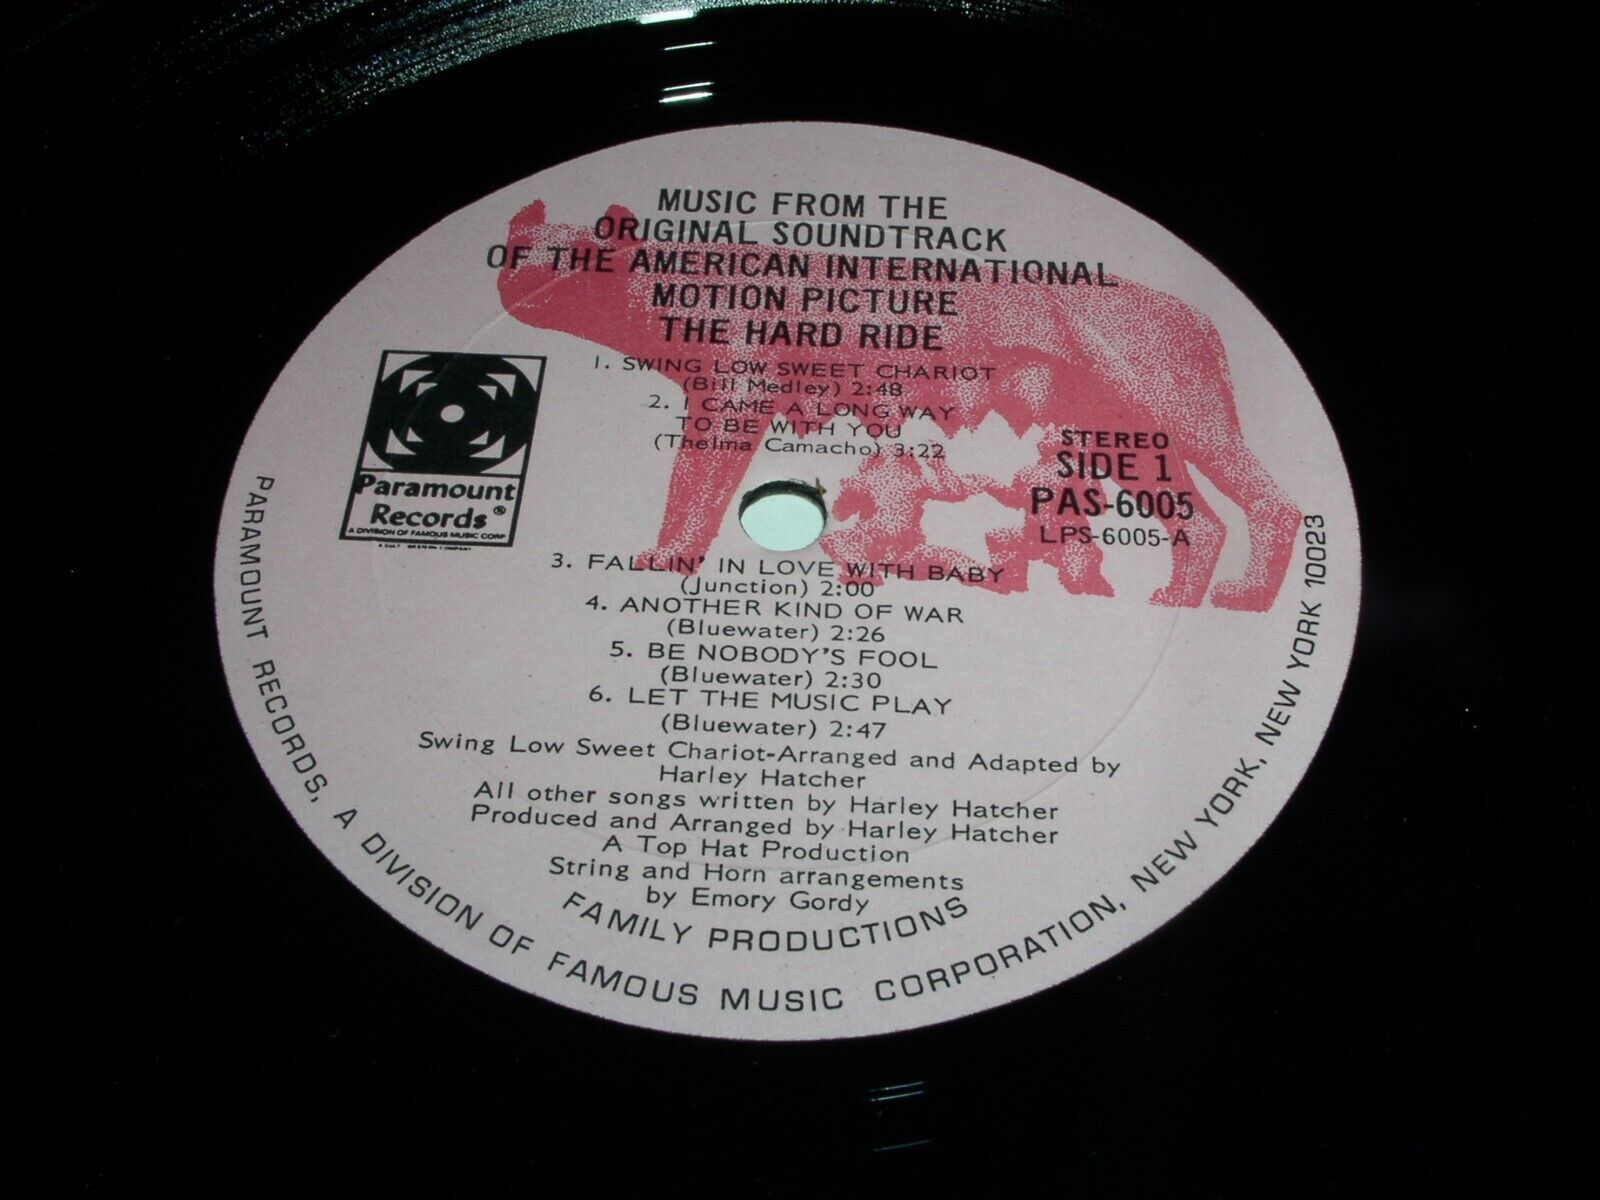 MUSIC FROM THE
ORIGINAL SOUNDTRACK
OF THE AMERICAN INTERNATIONAL
MOTION PICTURE
THE HARD RIDE
1. SWING LOW SWEET CHARIOT
(Bill Medley) 2:48
2. I CAME A LONG WAY
TO BE WITH YOU
(Thelma Camacho) 3:22
STEREO
SIDE 1
PAS-6005
LPS-6005-A
Paramount
Records®
A DIVISION OF FAMOUS MUSIC CORP
3. FALLIN' IN LOVE WITH BABY
(Junction) 2:00
4. ANOTHER KIND OF WAR
(Bluewater) 2:26
5. BE NOBODY'S FOOL
(Bluewater) 2:30
6. LET THE MUSIC PLAY
(Bluewater) 2:47
Swing Low Sweet Chariot-Arranged and Adapted by
Harley Hatcher
All other songs written by Harley Hatcher
Produced and Arranged by Harley Hatcher
A Top Hat Production
String and Horn arrangements
by Emory Gordy
FAMILY PRODUCTIONS
PARAMOUNT RECORDS, A DIVISION OF FAMOUS MUSIC CORPORATION, NEW YORK, NEW YORK 10023